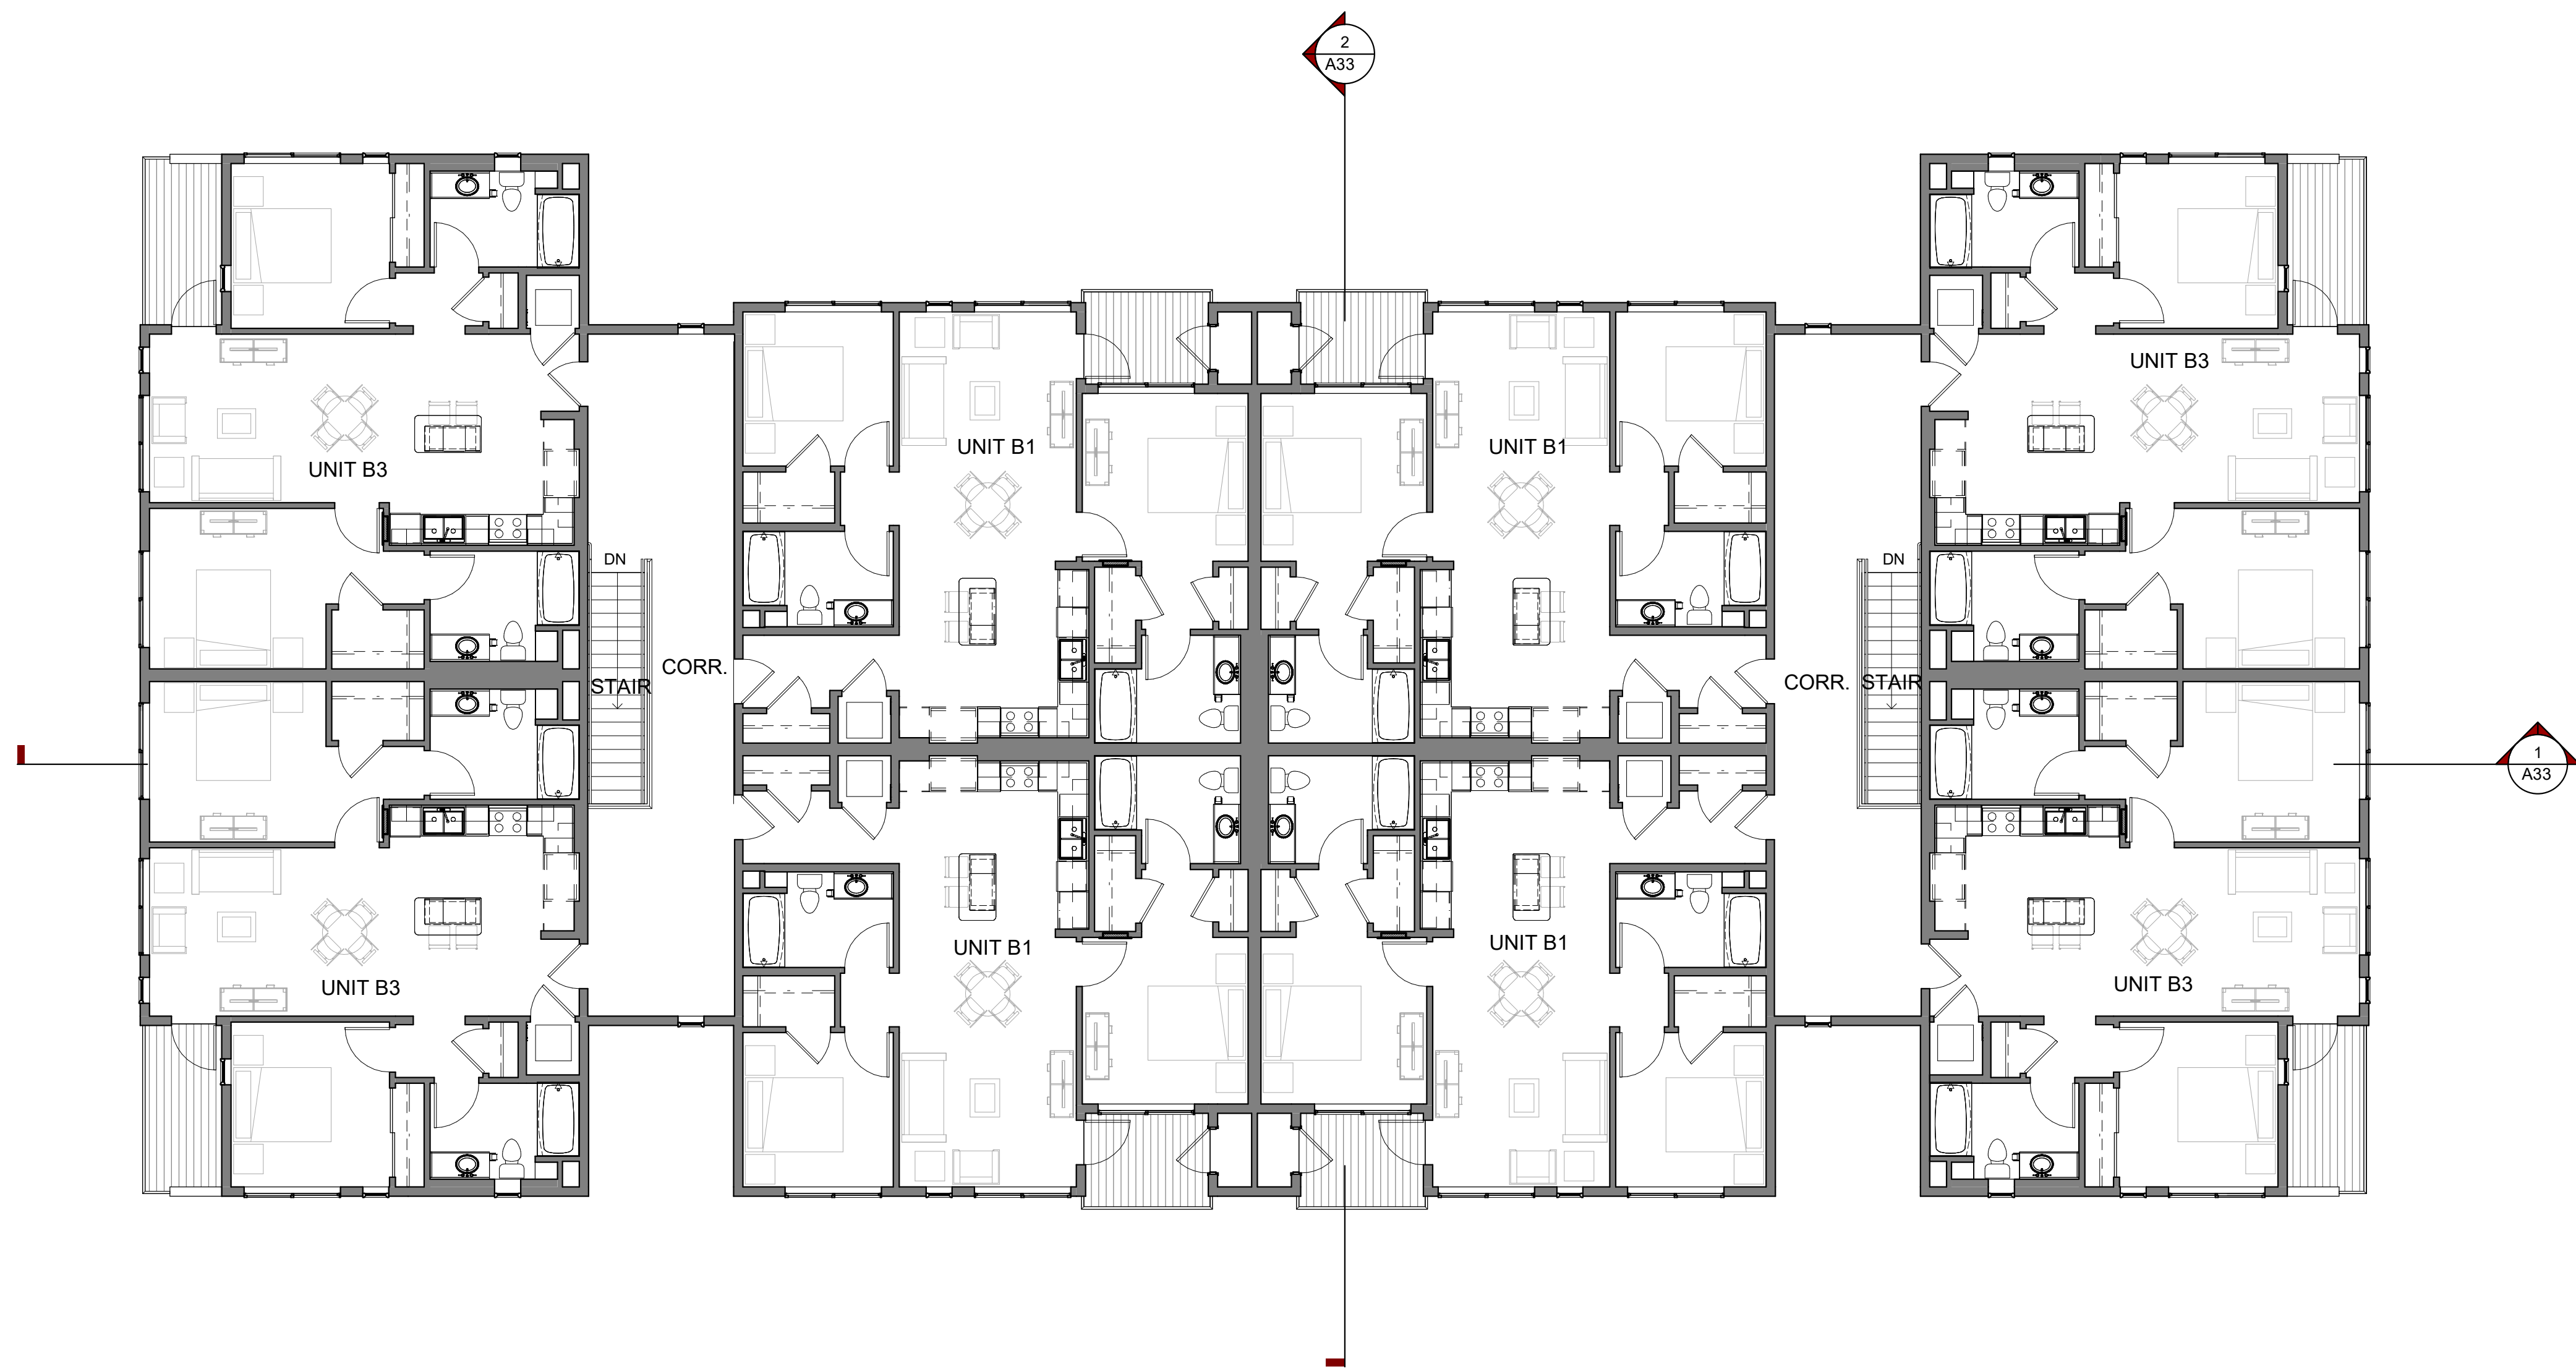 2
A33
UNIT B3
UNIT B1
UNIT B1
UNIT B3
DN
STAIR
CORR.
DN
CORR.
STAIR
1
A33
UNIT B3
UNIT B1
UNIT B1
UNIT B3